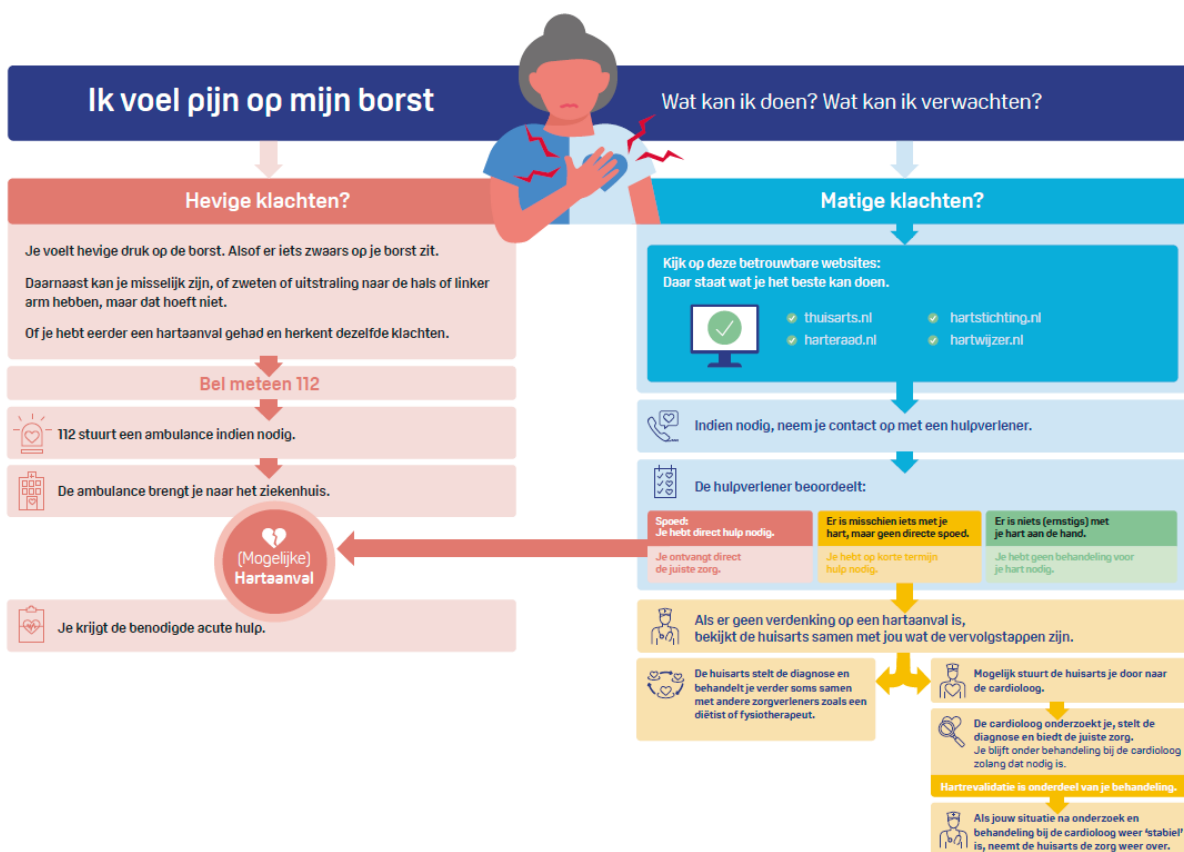 Ik voel pijn op mijn borst
Wat kan ik doen? Wat kan ik verwachten?
Hevige klachten?
Je voelt hevige druk op de borst. Alsof er iets zwaars op je borst zit.
Daarnaast kan je misselijk zijn, of zweten of uitstraling naar de hals of linker
arm hebben, maar dat hoeft niet.
Of je hebt eerder een hartaanval gehad en herkent dezelfde klachten.
Bel meteen 112
112 stuurt een ambulance indien nodig.
De ambulance brengt je naar het ziekenhuis.
(Mogelijke)
Hartaanval
Je krijgt de benodigde acute hulp.
Matige klachten?
Kijk op deze betrouwbare websites:
Daar staat wat je het beste kan doen.
thuisarts.nl
hartstichting.nl
harteraad.nl
hartwijzer.nl
Indien nodig, neem je contact op met een hulpverlener.
De hulpverlener beoordeelt:
Spoed:
Je hebt direct hulp nodig.
Je ontvangt direct
de juiste zorg.
Er is misschien iets met je
hart, maar geen directe spoed.
Je hebt op korte termijn
hulp nodig.
Er is niets (ernstigs) met
je hart aan de hand.
Je hebt geen behandeling voor
je hart nodig.
Als er geen verdenking op een hartaanval is,
bekijkt de huisarts samen met jou wat de vervolgstappen zijn.
De huisarts stelt de diagnose en
behandelt je verder soms samen
met andere zorgverleners zoals een
diëtist of fysiotherapeut.
Mogelijk stuurt de huisarts je door naar
de cardioloog.
De cardioloog onderzoekt je, stelt de
diagnose en biedt de juiste zorg.
Je blijft onder behandeling bij de cardioloog
zolang dat nodig is.
Hartrevalidatie is onderdeel van je behandeling.
Als jouw situatie na onderzoek en
behandeling bij de cardioloog weer ‘stabiel’
is, neemt de huisarts de zorg weer over.